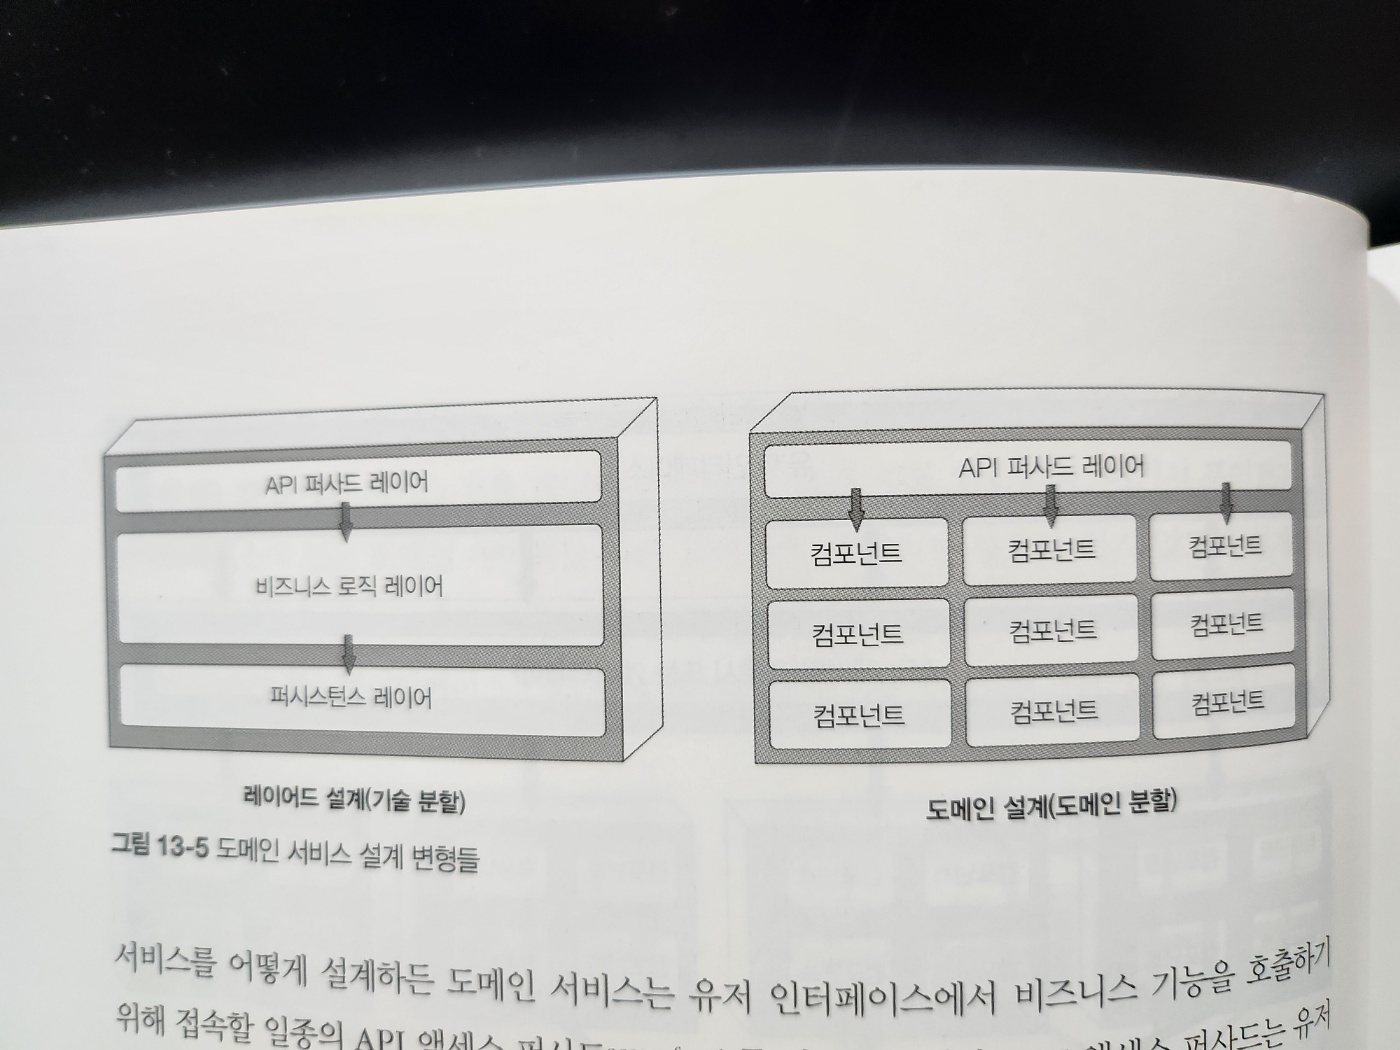 API 퍼사드 레이어
비즈니스 로직 레이어
퍼시스턴스 레이어
레이어드 설계(기술 분할)
API 퍼사드 레이어
컴포넌트 컴포넌트 컴포넌트
컴포넌트 컴포넌트 컴포넌트
컴포넌트 컴포넌트 컴포넌트
도메인 설계(도메인 분할)
그림 13-5 도메인 서비스 설계 변형들
서비스를 어떻게 설계하든 도메인 서비스는 유저 인터페이스에서 비즈니스 기능을 호출하기
위해 접속할 일종의 API 액세스 퍼사드는 유저